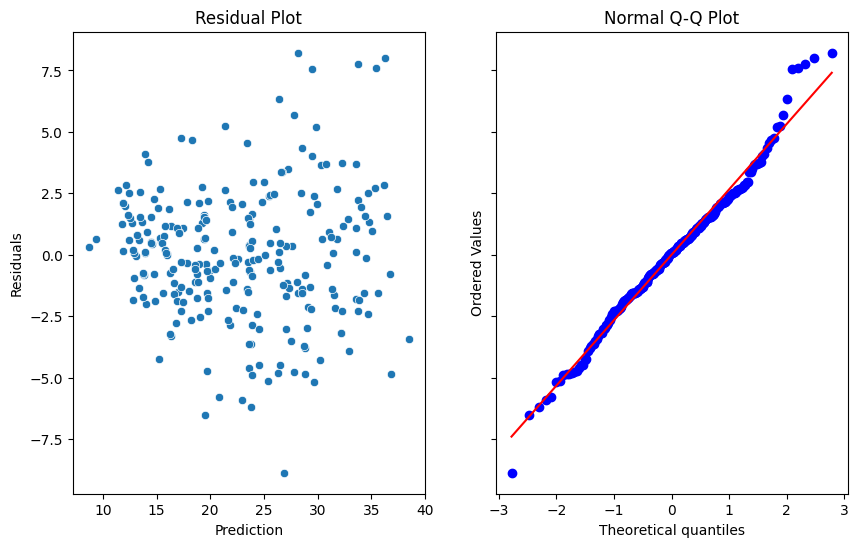 Residual Plot
Normal Q-Q Plot
7.5
5.0
2.5
0.0
−2.5
−5.0
−7.5
Residuals
10 15 20 25 30 35 40
Prediction
Ordered Values
−3 −2 −1 0 1 2 3
Theoretical quantiles